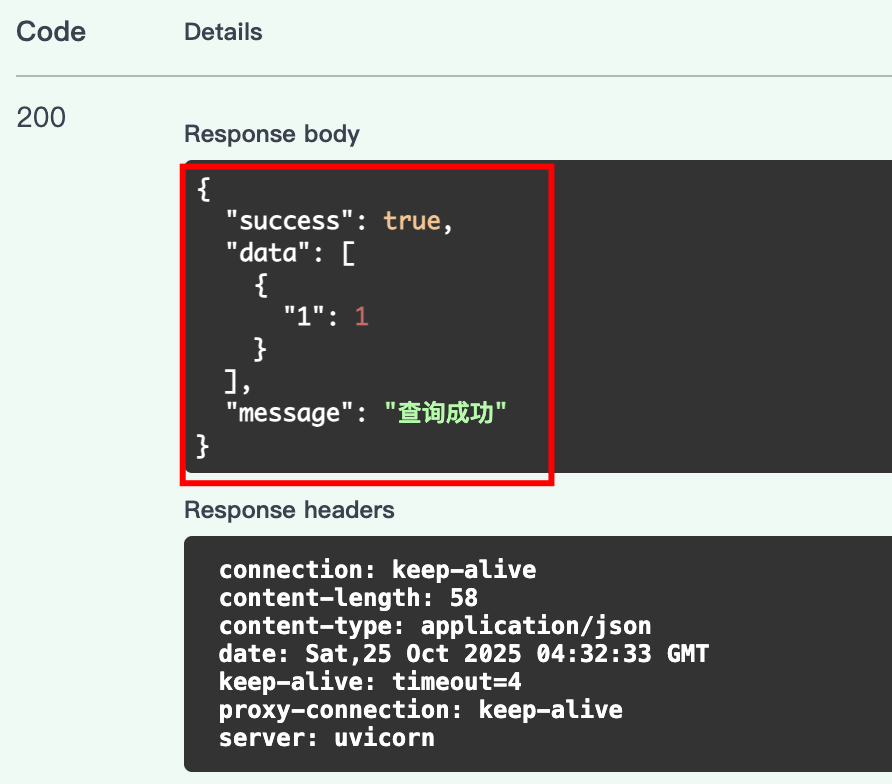 Code Details
200
Response body
{
  "success": true,
  "data": [
    {
      "1": 1
    }
  ],
  "message": "查询成功"
}
Response headers
connection: keep-alive
content-length: 58
content-type: application/json
date: Sat,25 Oct 2025 04:32:33 GMT
keep-alive: timeout=4
proxy-connection: keep-alive
server: uvicorn